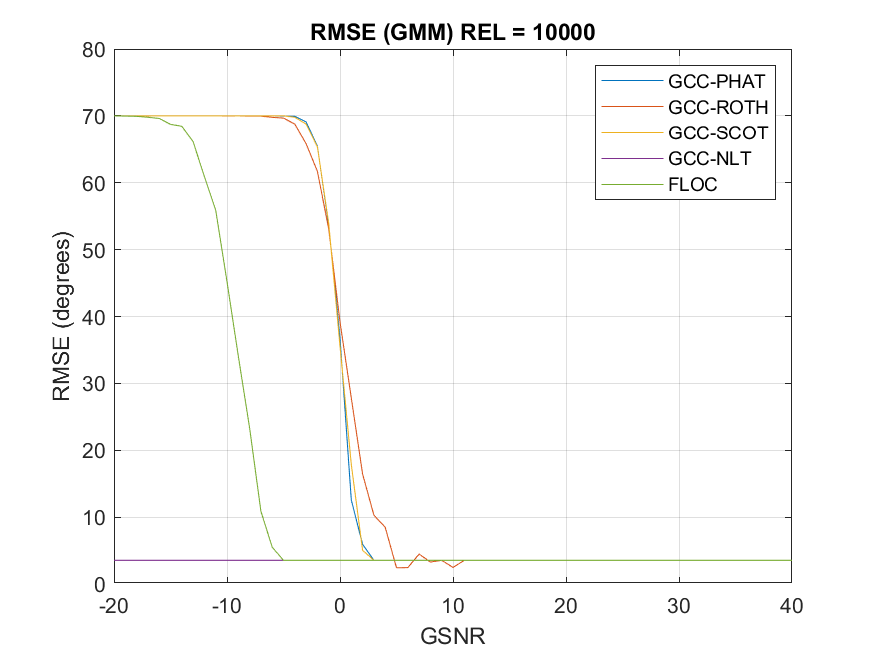 RMSE (GMM) REL = 10000
80
70
60
50
40
30
20
10
0
RMSE (degrees)
GCC-PHAT
GCC-ROTH
GCC-SCOT
GCC-NLT
FLOC
-20 -10 0 10 20 30 40
GSNR